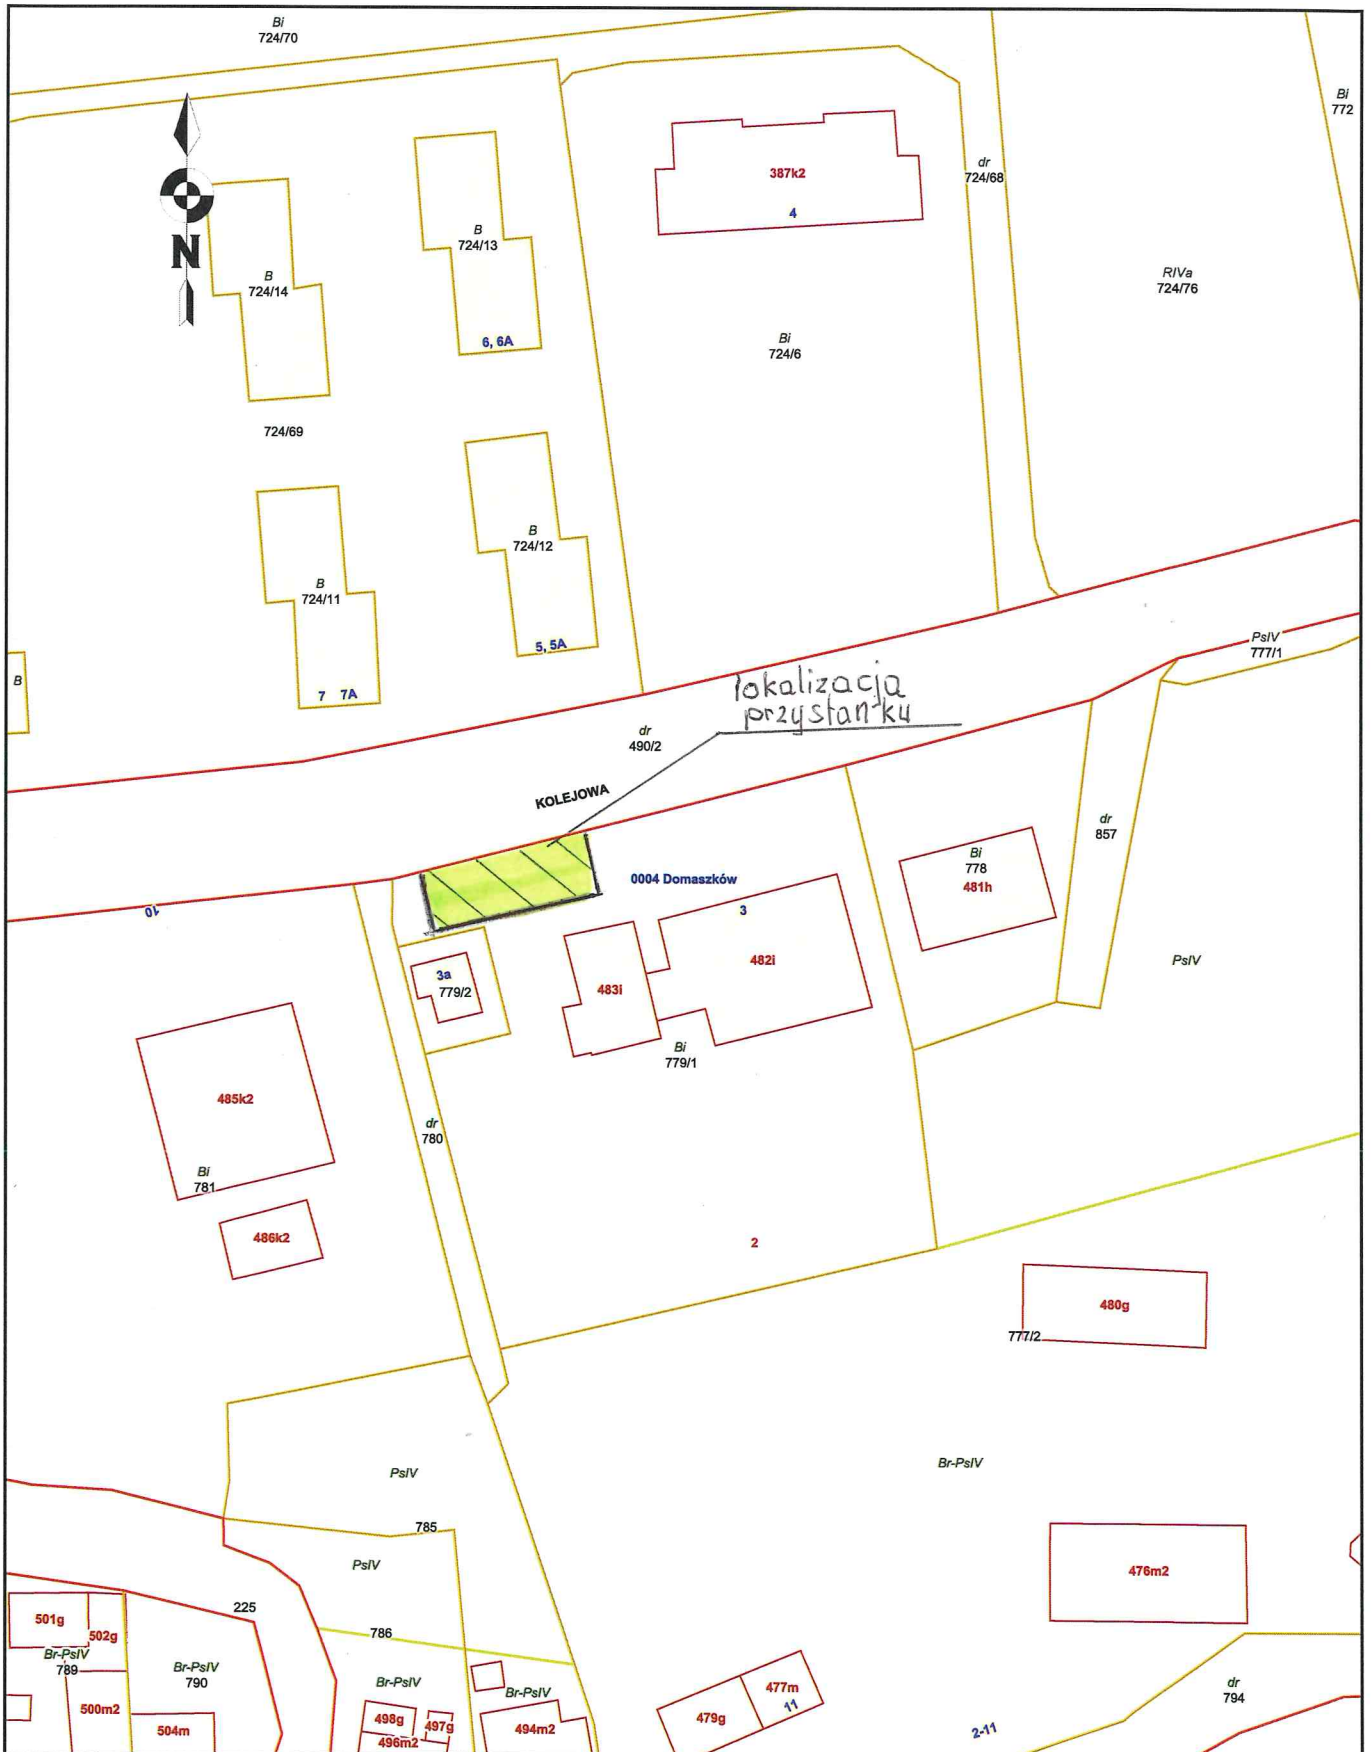 Bi
724/70
Bi
772
387k2
dr
724/68
4
B
724/13
N
B
724/14
RIVa
724/76
6, 6A
Bi
724/6
724/69
B
724/12
B
724/11
5, 5A
PsIV
777/1
B
7 7A
lokalizacja
przystanku
dr
490/2
KOLEJOWA
dr
857
Bi
778
481h
0004 Domaszków
10
3
482i
PsIV
3a
779/2
483i
Bi
779/1
485k2
dr
780
Bi
781
486k2
2
480g
777/2
Br-PsIV
PsIV
785
PsIV
476m2
225
501g
502g
786
Br-PsIV
789
Br-PsIV
790
Br-PsIV
Br-PsIV
dr
794
477m
11
500m2
498g
497g
479g
504m
496m2
494m2
2-11